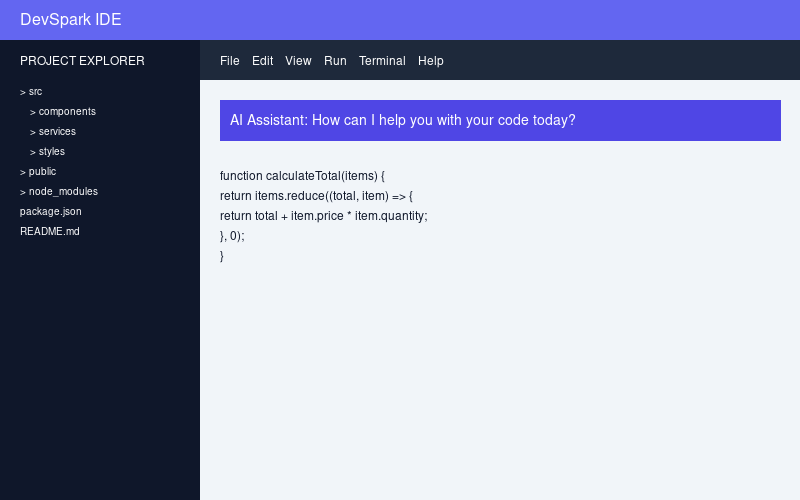 DevSpark IDE
PROJECT EXPLORER
> src
> components
> services
> styles
> public
> node_modules
package.json
README.md
File Edit View Run Terminal Help
AI Assistant: How can I help you with your code today?
function calculateTotal(items) {
return items.reduce((total, item) => {
return total + item.price * item.quantity;
}, 0);
}